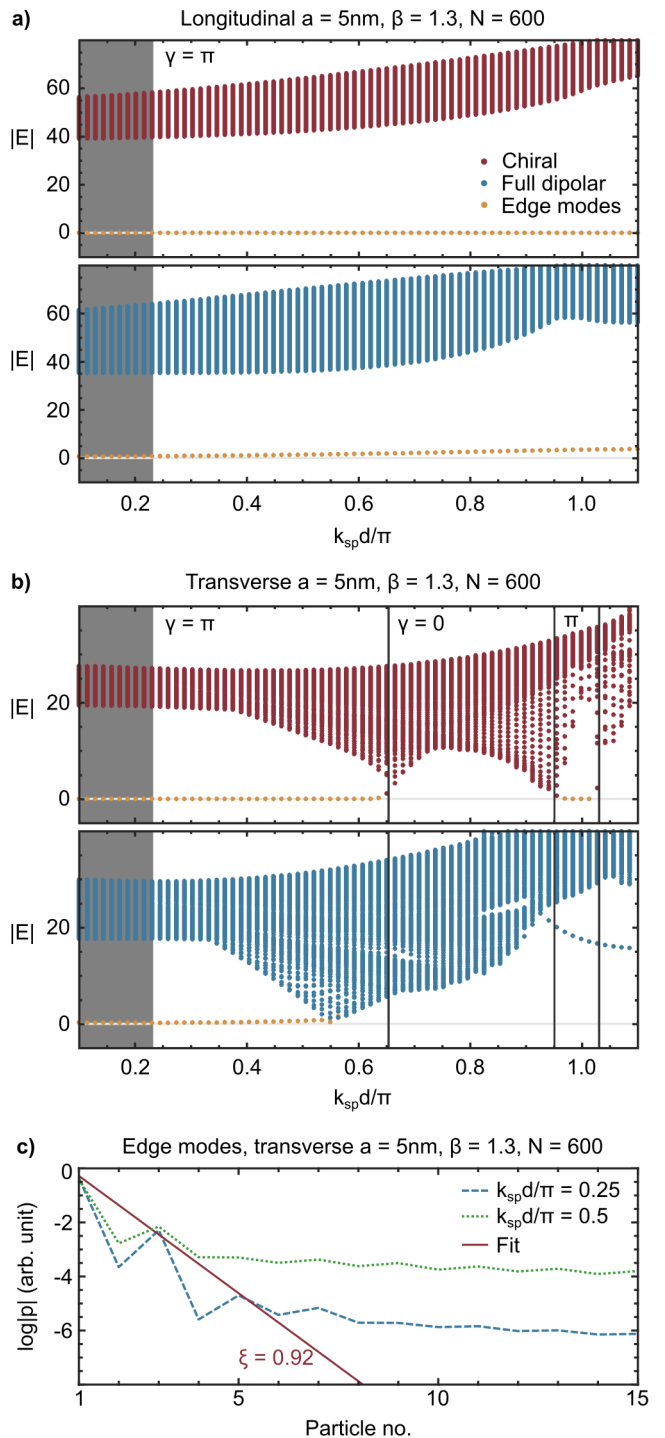 a) Longitudinal a = 5nm, β = 1.3, N = 600
γ = π
60
40
|E|
20
0
Chiral
Full dipolar
Edge modes
60
40
|E|
20
0
0.2 0.4 0.6 0.8 1.0
k_sp d/π
b) Transverse a = 5nm, β = 1.3, N = 600
γ = π γ = 0 π
|E| 20
0
|E| 20
0
0.2 0.4 0.6 0.8 1.0
k_sp d/π
c) Edge modes, transverse a = 5nm, β = 1.3, N = 600
log|p| (arb. unit)
0
-2
-4
-6
k_sp d/π = 0.25
k_sp d/π = 0.5
Fit
ξ = 0.92
1 5 10 15
Particle no.